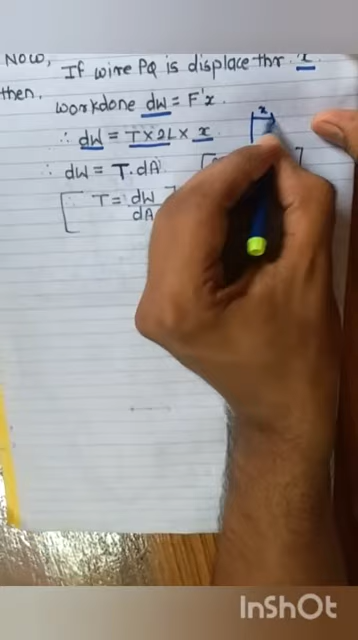 Now, If wire PQ is displace thr. x
then, workdone dW = F'x.
x
∴ dW = T × 2L × x
∴ dW = T · dA [
[ T = dW/dA ]
InShOt